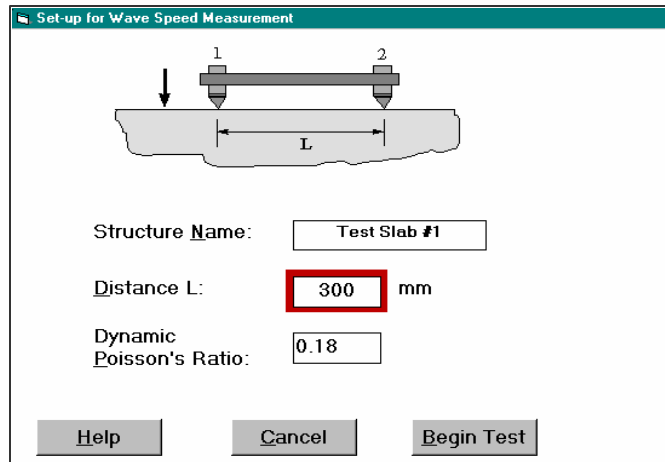 Set-up for Wave Speed Measurement
1 2
L
Structure Name: Test Slab #1
Distance L: 300 mm
Dynamic
Poisson's Ratio: 0.18
Help Cancel Begin Test